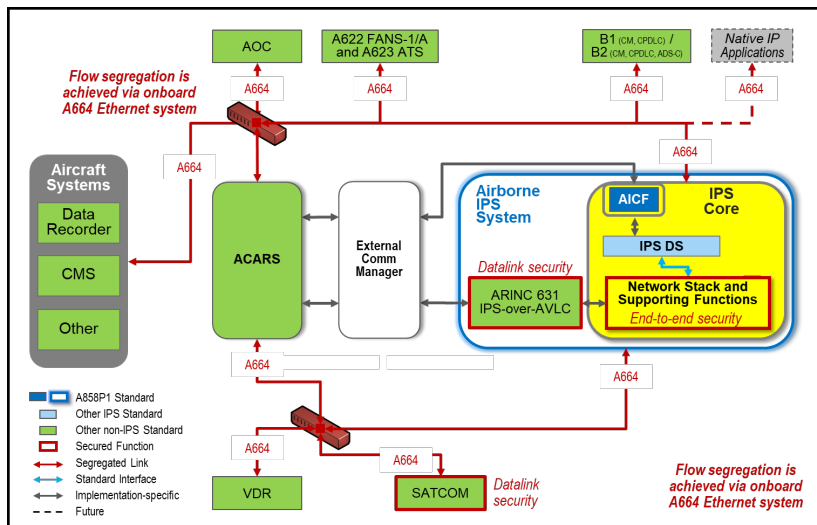 AOC
A622 FANS-1/A
and A623 ATS
B1 (CM, CPDLC) /
B2 (CM, CPDLC, ADS-C)
Native IP
Applications
Flow segregation is
achieved via onboard
A664 Ethernet system
A664
A664
A664
A664
A664
A664
Aircraft
Systems
Data
Recorder
CMS
Other
ACARS
External
Comm
Manager
Airborne
IPS
System
AICF
IPS
Core
IPS DS
Datalink security
ARINC 631
IPS-over-AVLC
Network Stack and
Supporting Functions
End-to-end security
A664
A664
A664
A664
VDR
SATCOM
Datalink
security
Flow segregation is
achieved via onboard
A664 Ethernet system
A858P1 Standard
Other IPS Standard
Other non-IPS Standard
Secured Function
Segregated Link
Standard Interface
Implementation-specific
Future